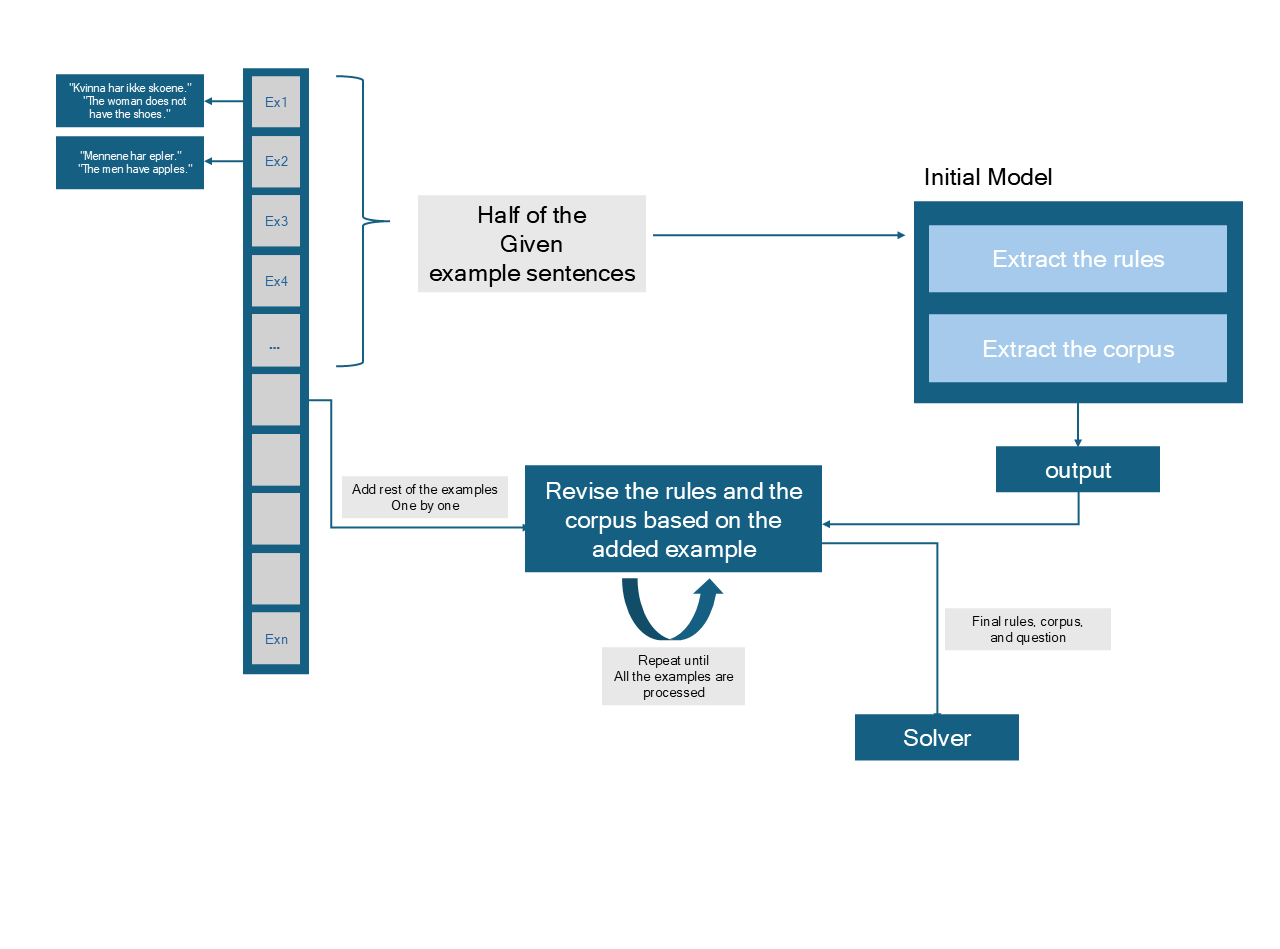 "Kvinna har ikke skoene."
"The woman does not
have the shoes."
"Mennene har epler."
"The men have apples."
Ex1
Ex2
Ex3
Ex4
...
Exn
Half of the
Given
example sentences
Initial Model
Extract the rules
Extract the corpus
output
Add rest of the examples
One by one
Revise the rules and the
corpus based on the
added example
Repeat until
All the examples are
processed
Final rules, corpus,
and question
Solver